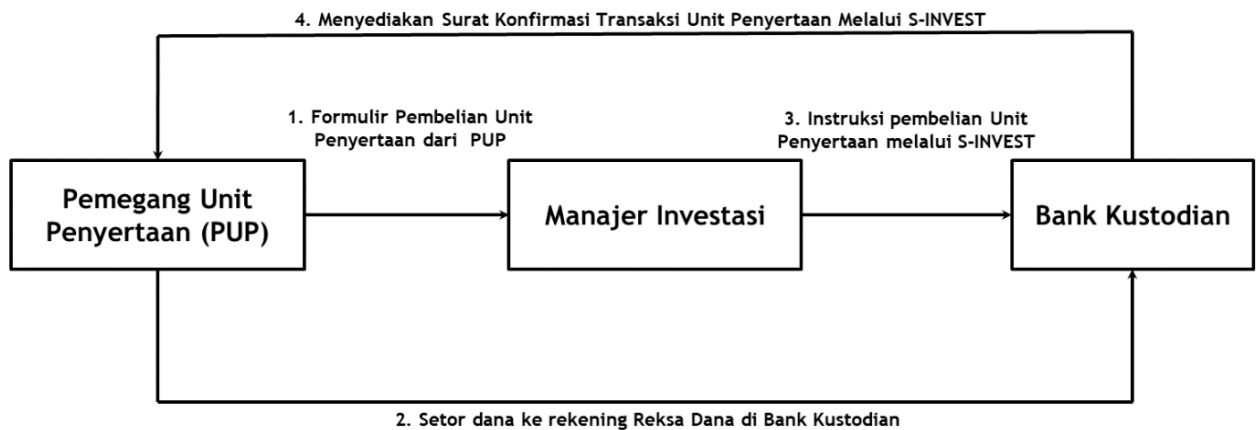 4. Menyediakan Surat Konfirmasi Transaksi Unit Penyertaan Melalui S-INVEST
1. Formulir Pembelian Unit
Penyertaan dari PUP
3. Instruksi pembelian Unit
Penyertaan melalui S-INVEST
Pemegang Unit
Penyertaan (PUP)
Manajer Investasi
Bank Kustodian
2. Setor dana ke rekening Reksa Dana di Bank Kustodian